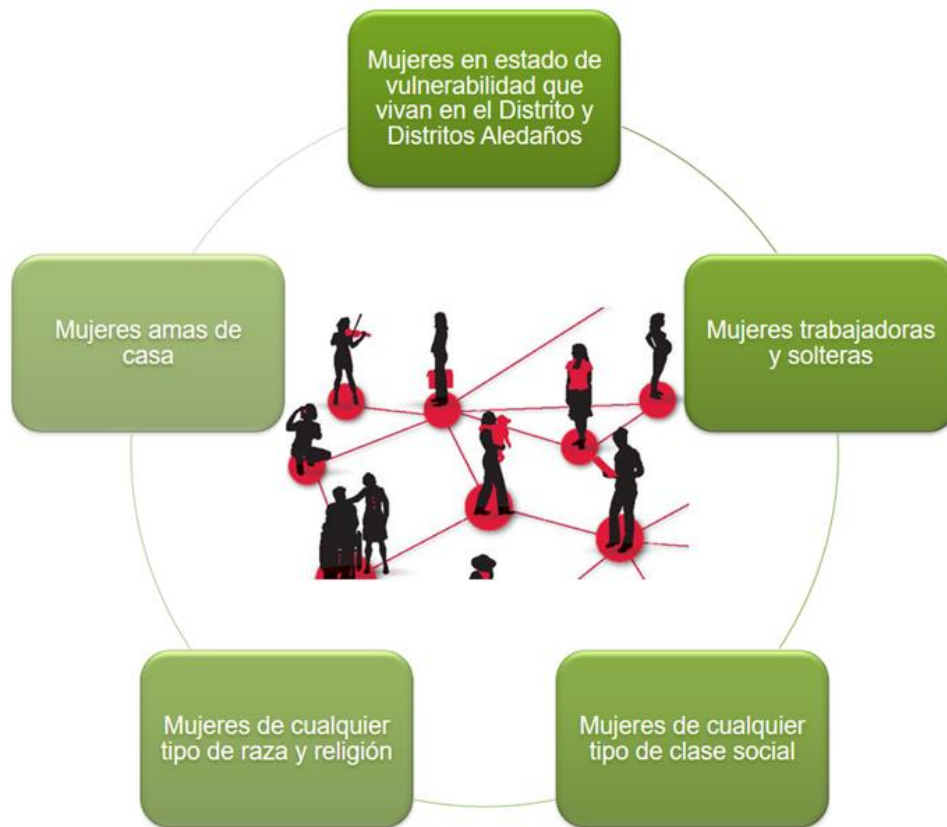 Mujeres en estado de
vulnerabilidad que
vivan en el Distrito y
Distritos Aledaños
Mujeres amas de
casa
Mujeres trabajadoras
y solteras
Mujeres de cualquier
tipo de raza y religión
Mujeres de cualquier
tipo de clase social